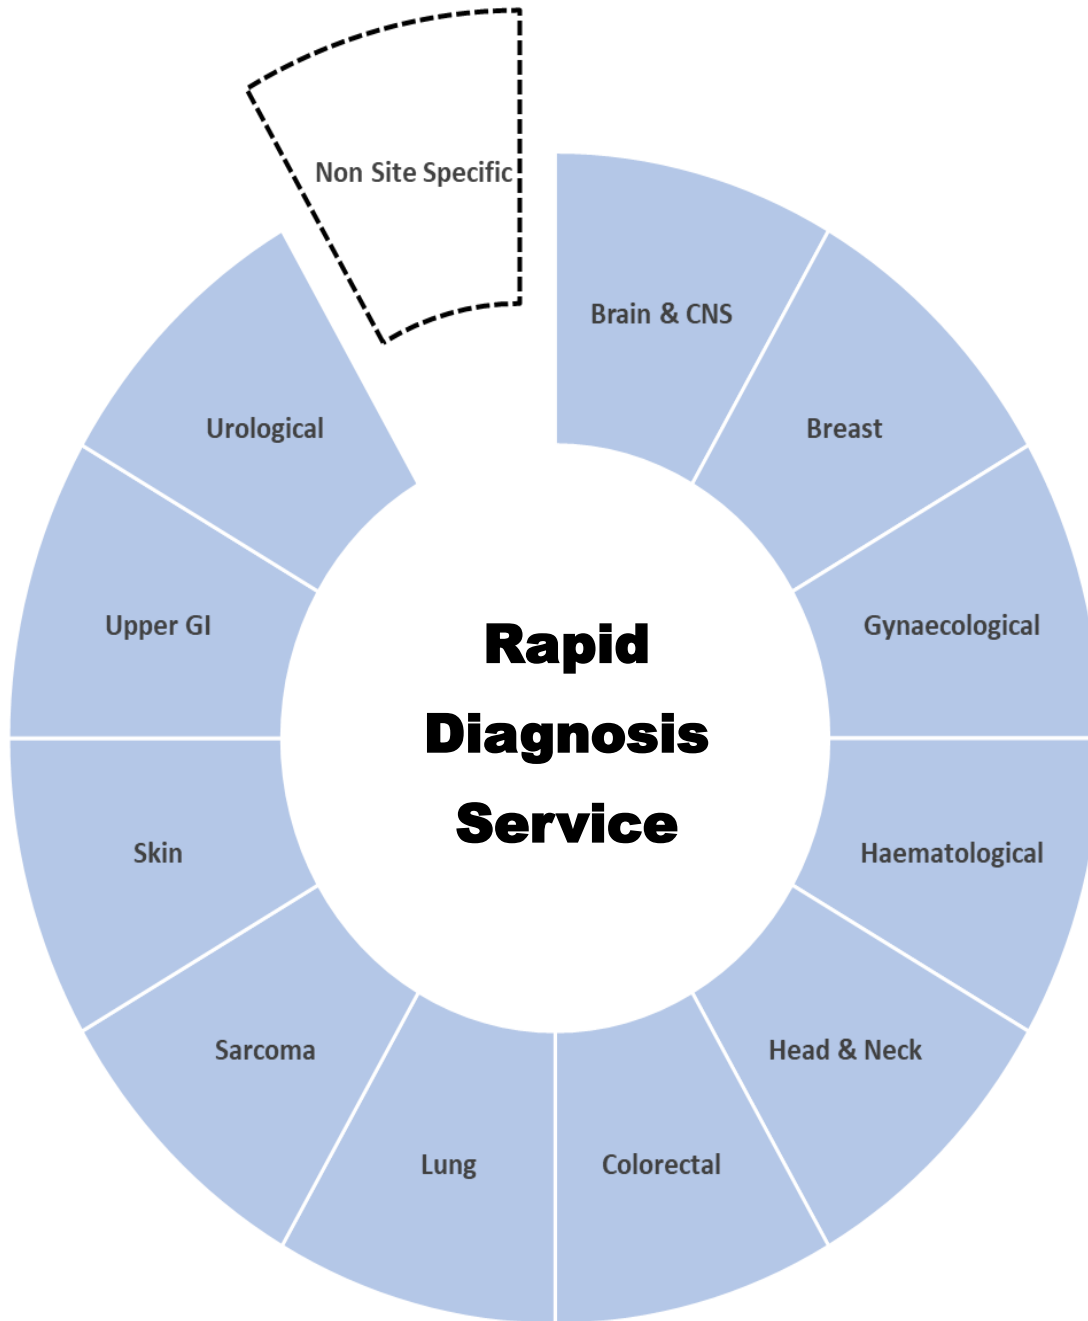 Non Site Specific
Brain & CNS
Breast
Gynaecological
Haematological
Head & Neck
Colorectal
Lung
Sarcoma
Skin
Upper GI
Urological
Rapid
Diagnosis
Service